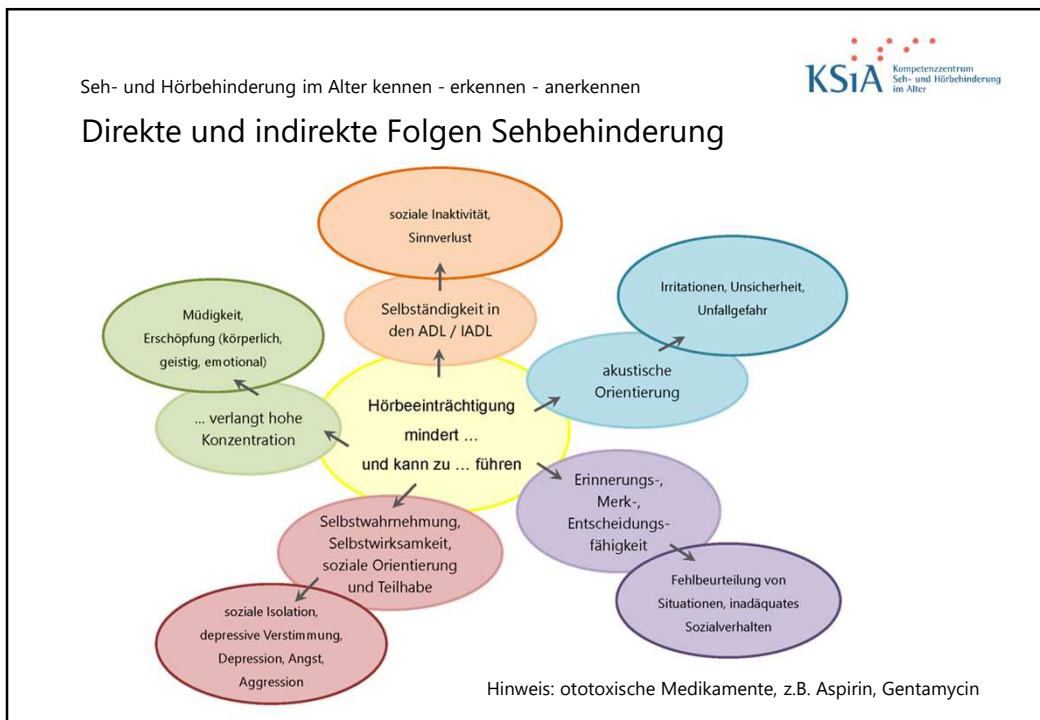 Seh- und Hörbehinderung im Alter kennen - erkennen - anerkennen
KSiA
Kompetenzzentrum
Seh- und Hörbehinderung
im Alter
Direkte und indirekte Folgen Sehbehinderung
soziale Inaktivität,
Sinnverlust
Selbständigkeit in
den ADL / IADL
Irritationen, Unsicherheit,
Unfallgefahr
akustische
Orientierung
Müdigkeit,
Erschöpfung (körperlich,
geistig, emotional)
... verlangt hohe
Konzentration
Hörbeeinträchtigung
mindert ...
und kann zu ... führen
Erinnerungs-,
Merk-,
Entscheidungs-
fähigkeit
Fehlbeurteilung von
Situationen, inadäquates
Sozialverhalten
Selbstwahrnehmung,
Selbstwirksamkeit,
soziale Orientierung
und Teilhabe
soziale Isolation,
depressive Verstimmung,
Depression, Angst,
Aggression
Hinweis: ototoxische Medikamente, z.B. Aspirin, Gentamycin